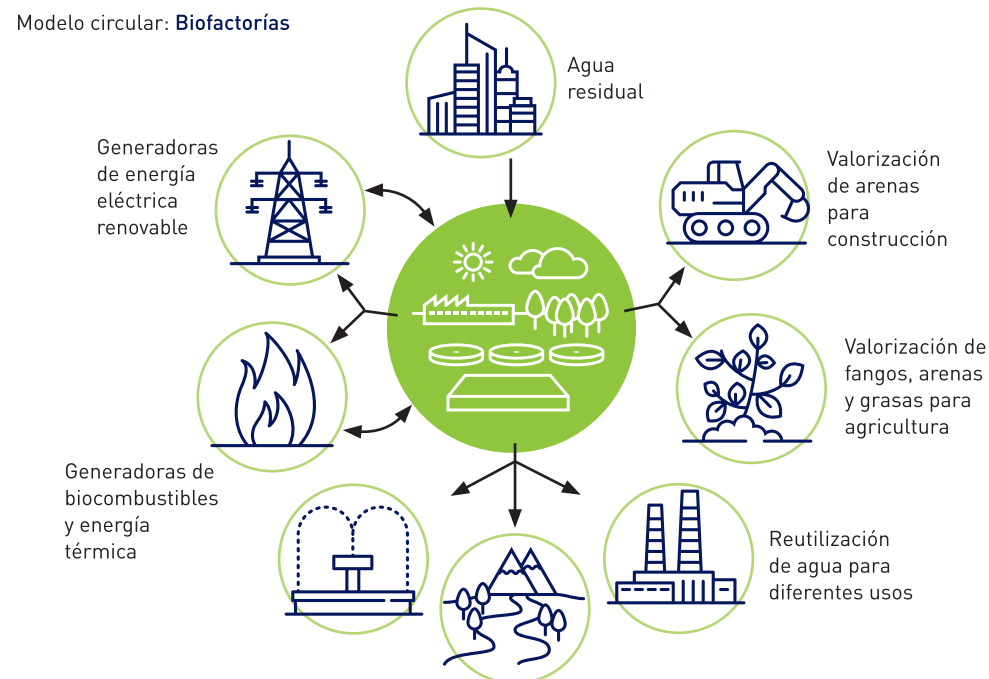 Modelo circular: Biofactorías
Agua
residual
Generadoras
de energía
eléctrica
renovable
Valorización
de arenas
para
construcción
Valorización de
fangos, arenas
y grasas para
agricultura
Generadoras de
biocombustibles
y energía
térmica
Reutilización
de agua para
diferentes usos